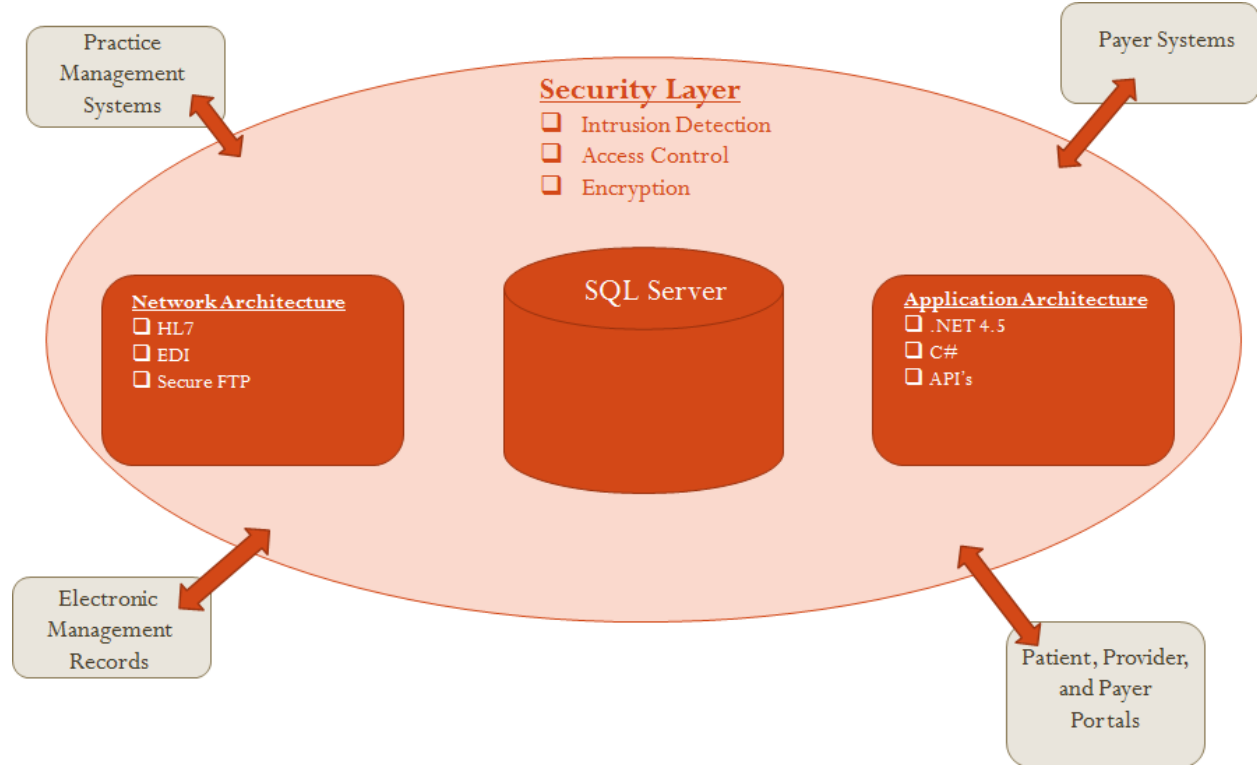 Practice
Management
Systems
Payer Systems
Security Layer
Intrusion Detection
Access Control
Encryption
Network Architecture
HL7
EDI
Secure FTP
SQL Server
Application Architecture
.NET 4.5
C#
API's
Electronic
Management
Records
Patient, Provider,
and Payer
Portals